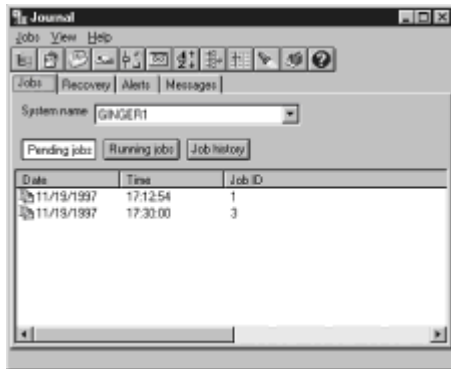 Journal
Jobs View Help
Jobs Recovery Alerts Messages
System name GINGER1
Pending jobs Running jobs Job history
Date Time Job ID
11/19/1997 17:12:54 1
11/19/1997 17:30:00 3